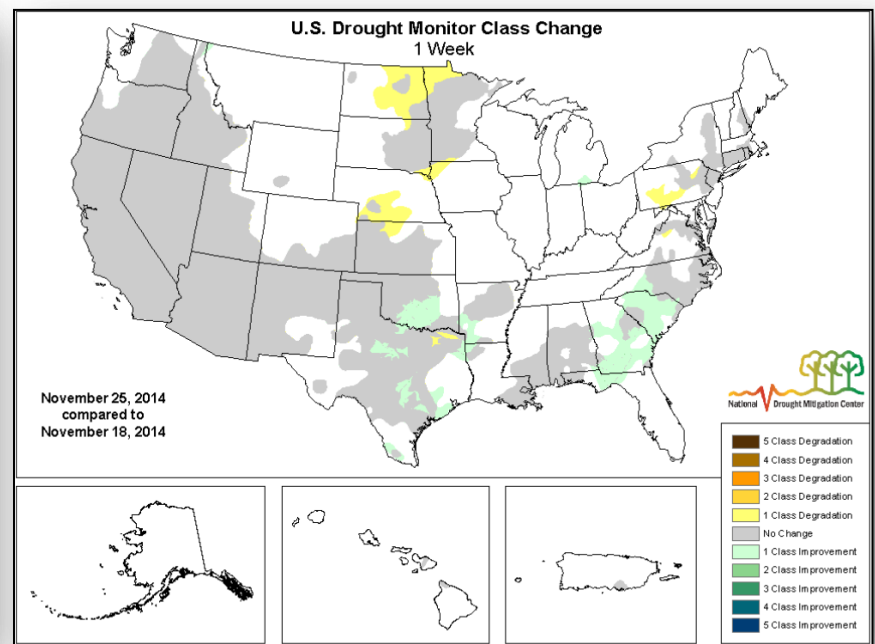 U.S. Drought Monitor Class Change
1 Week
November 25, 2014
compared to
November 18, 2014
National Drought Mitigation Center
5 Class Degradation
4 Class Degradation
3 Class Degradation
2 Class Degradation
1 Class Degradation
No Change
1 Class Improvement
2 Class Improvement
3 Class Improvement
4 Class Improvement
5 Class Improvement